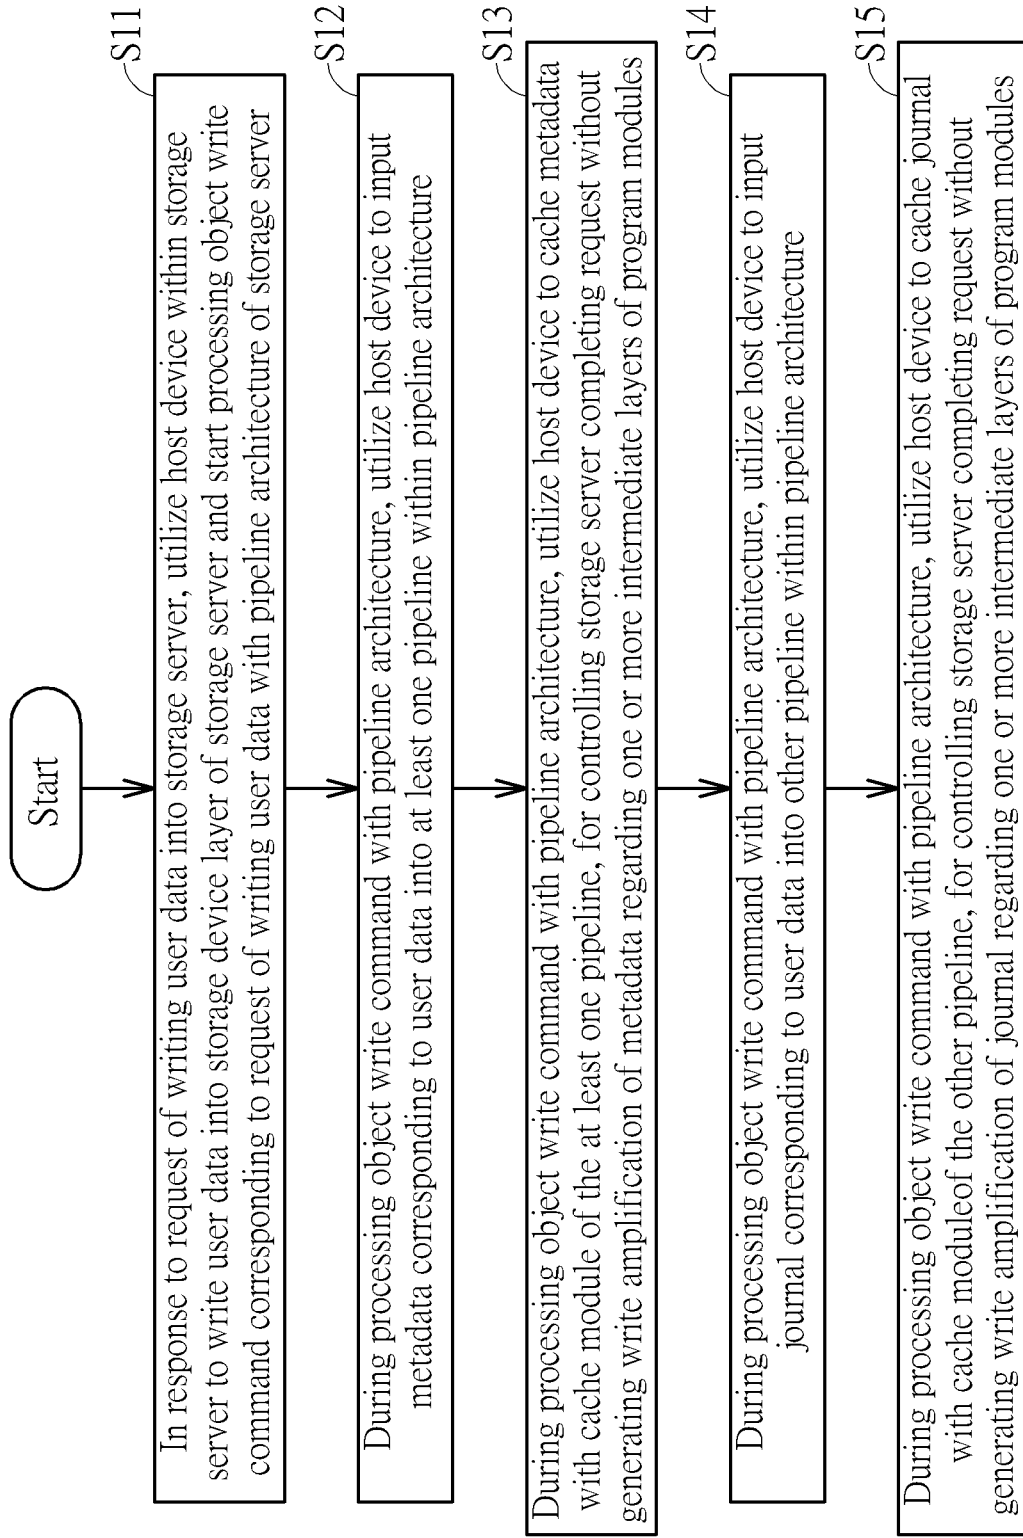 Start
S11
In response to request of writing user data into storage server, utilize host device within storage
server to write user data into storage device layer of storage server and start processing object write
command corresponding to request of writing user data with pipeline architecture of storage server
S12
During processing object write command with pipeline architecture, utilize host device to input
metadata corresponding to user data into at least one pipeline within pipeline architecture
S13
During processing object write command with pipeline architecture, utilize host device to cache metadata
with cache module of the at least one pipeline, for controlling storage server completing request without
generating write amplification of metadata regarding one or more intermediate layers of program modules
S14
During processing object write command with pipeline architecture, utilize host device to input
journal corresponding to user data into other pipeline within pipeline architecture
S15
During processing object write command with pipeline architecture, utilize host device to cache journal
with cache moduleof the other pipeline, for controlling storage server completing request without
generating write amplification of journal regarding one or more intermediate layers of program modules